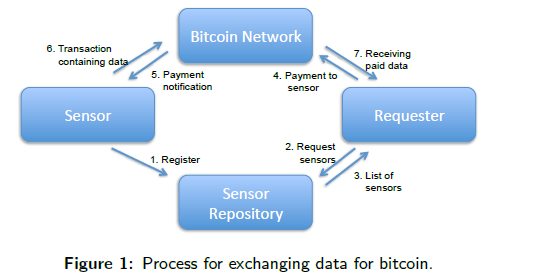 6. Transaction
containing data
Bitcoin Network
7. Receiving
paid data
5. Payment
notification
4. Payment to
sensor
Sensor
Requester
1. Register
2. Request
sensors
3. List of
sensors
Sensor
Repository
Figure 1: Process for exchanging data for bitcoin.